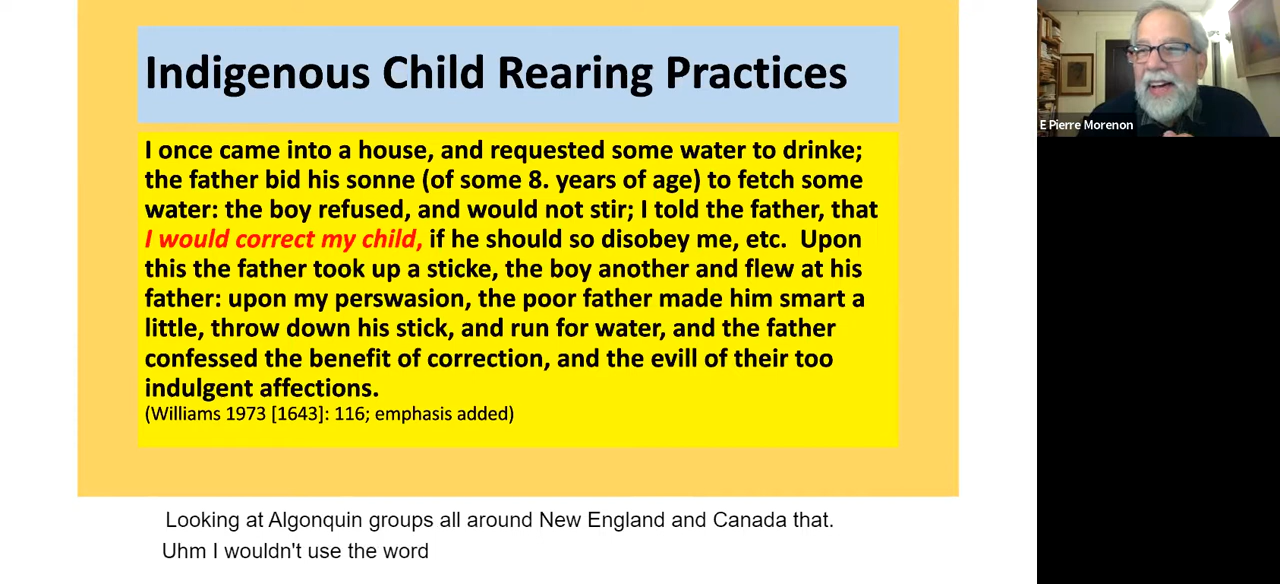 Indigenous Child Rearing Practices
I once came into a house, and requested some water to drinke;
the father bid his sonne (of some 8. years of age) to fetch some
water: the boy refused, and would not stir; I told the father, that
I would correct my child, if he should so disobey me, etc.  Upon
this the father took up a sticke, the boy another and flew at his
father: upon my perswasion, the poor father made him smart a
little, throw down his stick, and run for water, and the father
confessed the benefit of correction, and the evill of their too
indulgent affections.
(Williams 1973 [1643]: 116; emphasis added)
E Pierre Morenon
Looking at Algonquin groups all around New England and Canada that.
Uhm I wouldn't use the word